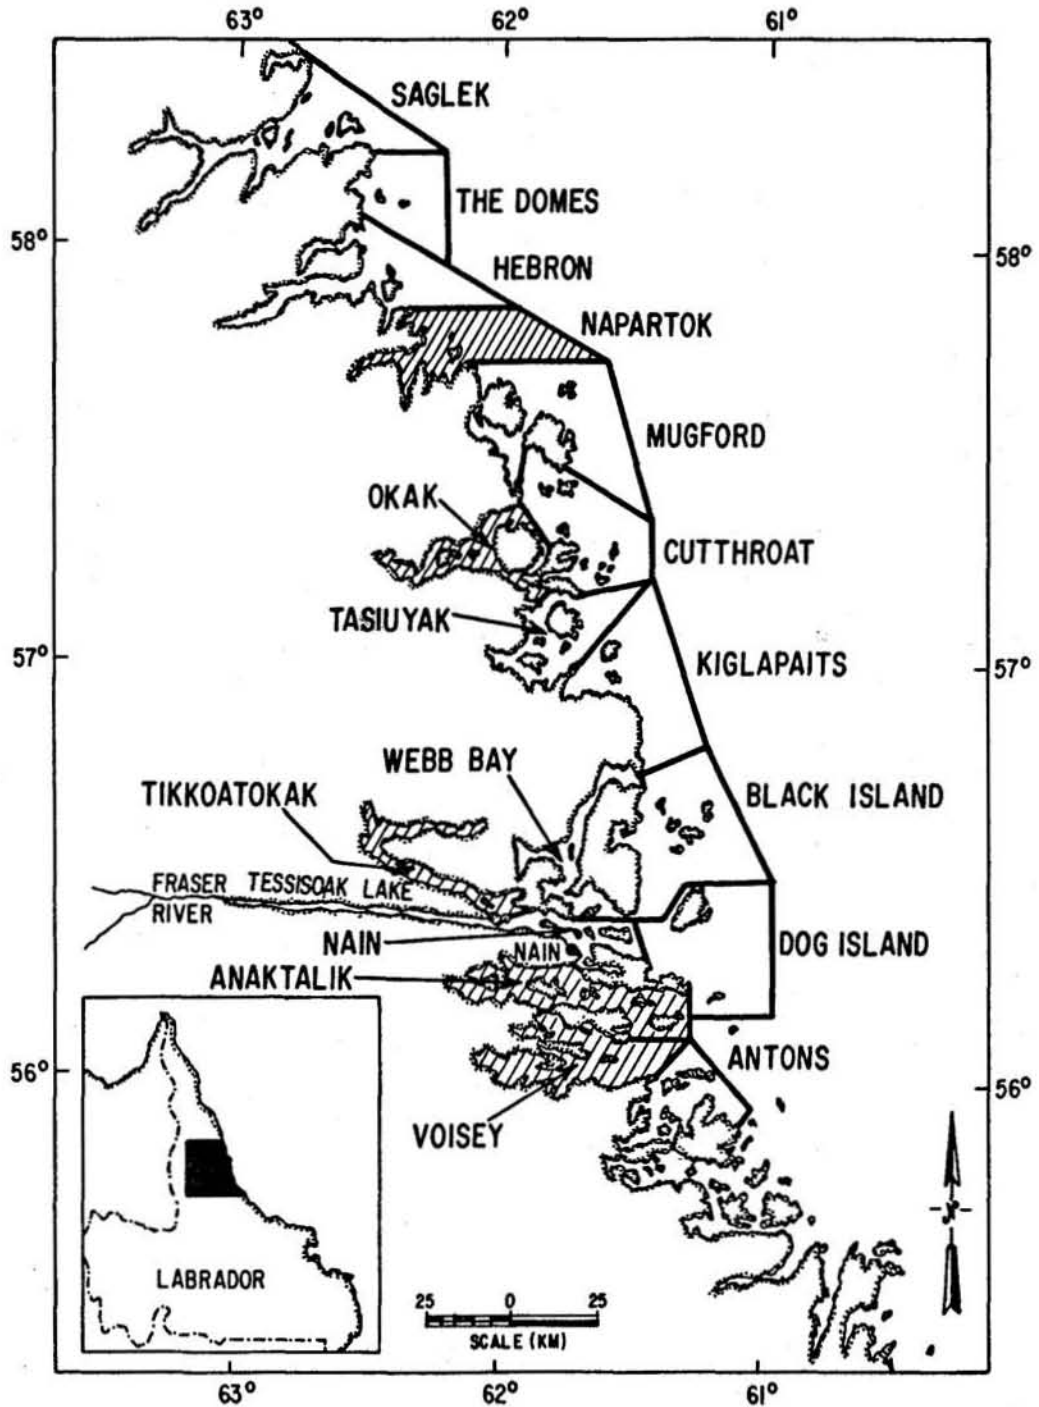 63° 62° 61°
SAGLEK
THE DOMES
58° 58°
HEBRON
NAPARTOK
MUGFORD
OKAK
CUTTHROAT
TASIUYAK
57° 57°
KIGLAPAITS
WEBB BAY
TIKKOATOKAK
BLACK ISLAND
FRASER TESSISOAK LAKE
RIVER
NAIN
NAIN
DOG ISLAND
ANAKTALIK
ANTONS
56° 56°
VOISEY
LABRADOR
25 0 25
SCALE (KM)
N
63° 62° 61°